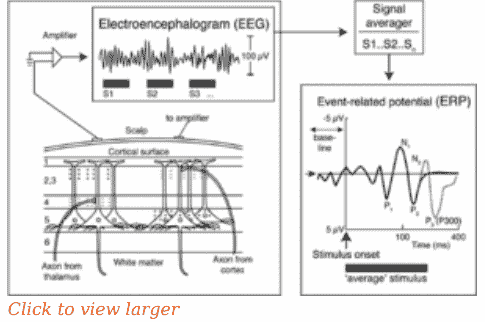 Electroencephalogram (EEG)
Amplifier
100 µV
S1 S2 S3 ...
Signal
averager
S1..S2..Sn
to amplifier
Scalp
Cortical surface
1
2,3
4
5
6
Axon from
thalamus
White matter
Axon from
cortex
Event-related potential (ERP)
-5 µV
base-
line
N1
P1
P2
P3 (P300)
5 µV
100 400
Time (ms)
Stimulus onset
'average' stimulus
Click to view larger